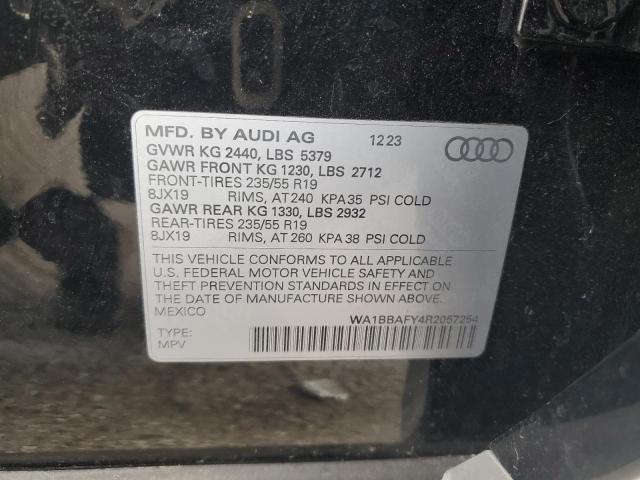 MFD. BY AUDI AG 12 23
GVWR KG 2440, LBS 5379
GAWR FRONT KG 1230, LBS 2712
FRONT-TIRES 235/55 R19
8JX19 RIMS, AT 240 KPA 35 PSI COLD
GAWR REAR KG 1330, LBS 2932
REAR-TIRES 235/55 R19
8JX19 RIMS, AT 260 KPA 38 PSI COLD
THIS VEHICLE CONFORMS TO ALL APPLICABLE
U.S. FEDERAL MOTOR VEHICLE SAFETY AND
THEFT PREVENTION STANDARDS IN EFFECT ON
THE DATE OF MANUFACTURE SHOWN ABOVE.
MEXICO
WA1BBAFY4R2057254
TYPE:
MPV